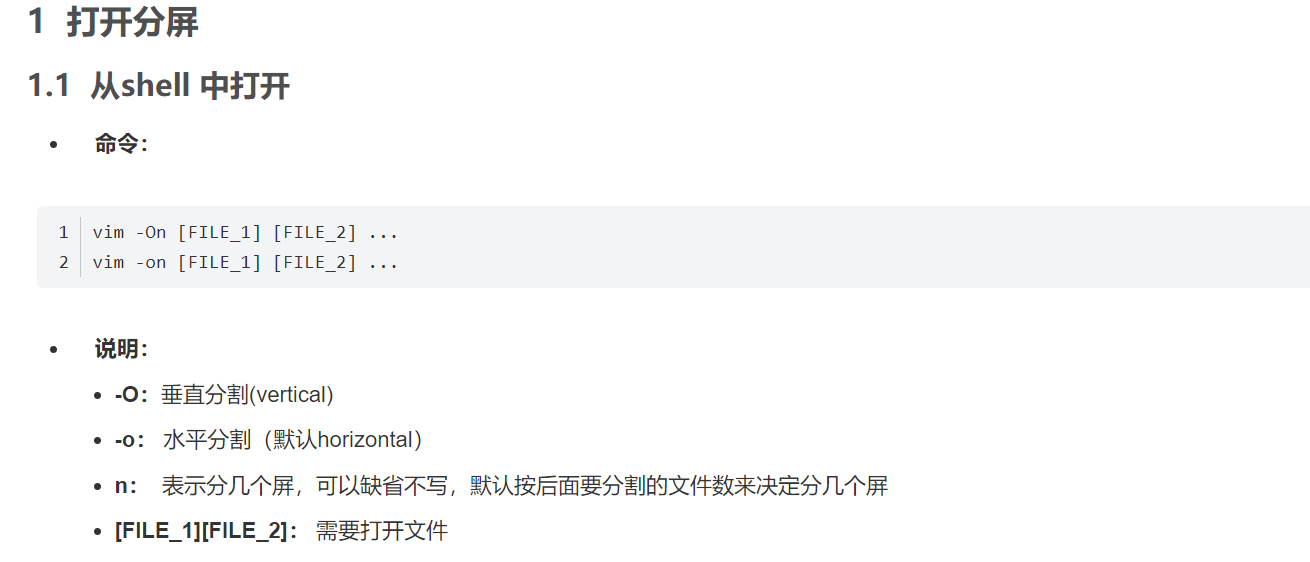 1 打开分屏
1.1 从shell 中打开
命令：
1 vim -On [FILE_1] [FILE_2] ...
2 vim -on [FILE_1] [FILE_2] ...
说明：
-O：垂直分割(vertical)
-o： 水平分割（默认horizontal）
n： 表示分几个屏，可以缺省不写，默认按后面要分割的文件数来决定分几个屏
[FILE_1][FILE_2]： 需要打开文件